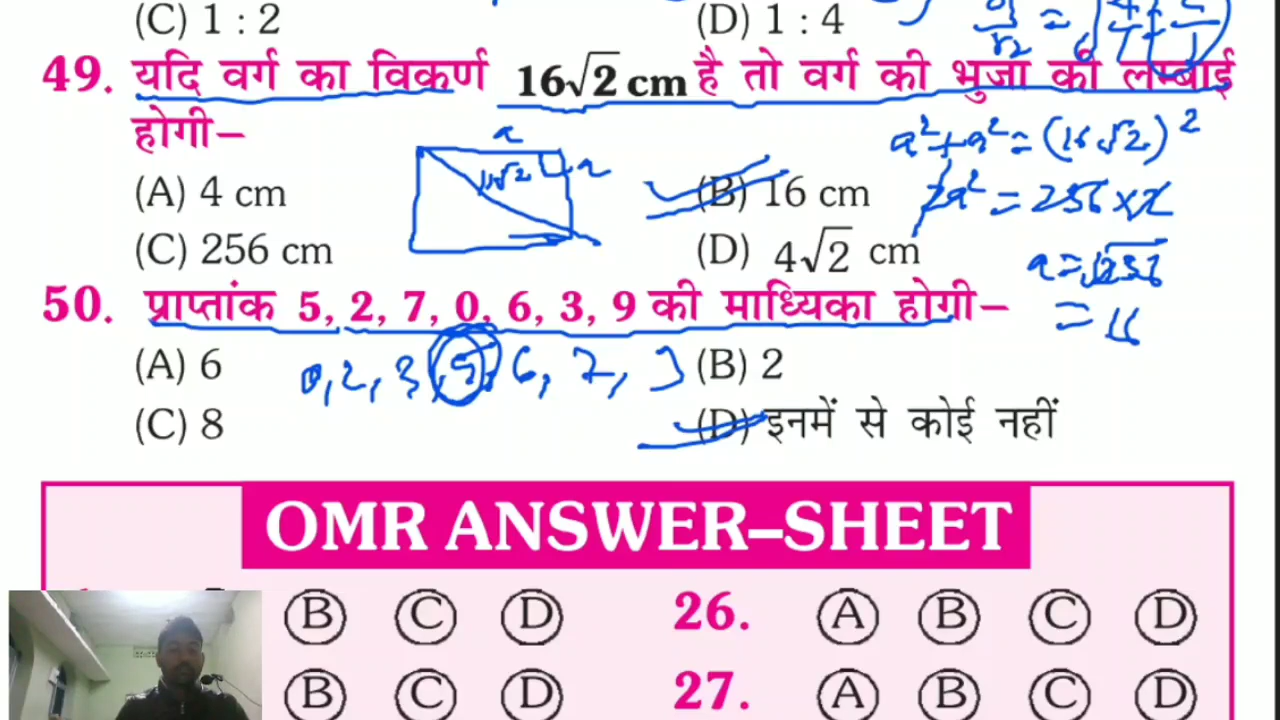 (C) 1 : 2 (D) 1 : 4
49. यदि वर्ग का विकर्ण 16√2 cm है तो वर्ग की भुजा की लम्बाई
होगी–
a
a² + a² = (16√2)²
16√2 a
(A) 4 cm (B) 16 cm
2a² = 256 × 2
(C) 256 cm (D) 4√2 cm
a = √256
50. प्राप्तांक 5, 2, 7, 0, 6, 3, 9 की माध्यिका होगी–
= 16
(A) 6 (B) 2
0, 2, 3, 5, 6, 7, 9
(C) 8 (D) इनमें से कोई नहीं
OMR ANSWER–SHEET
B C D 26. A B C D
B C D 27. A B C D